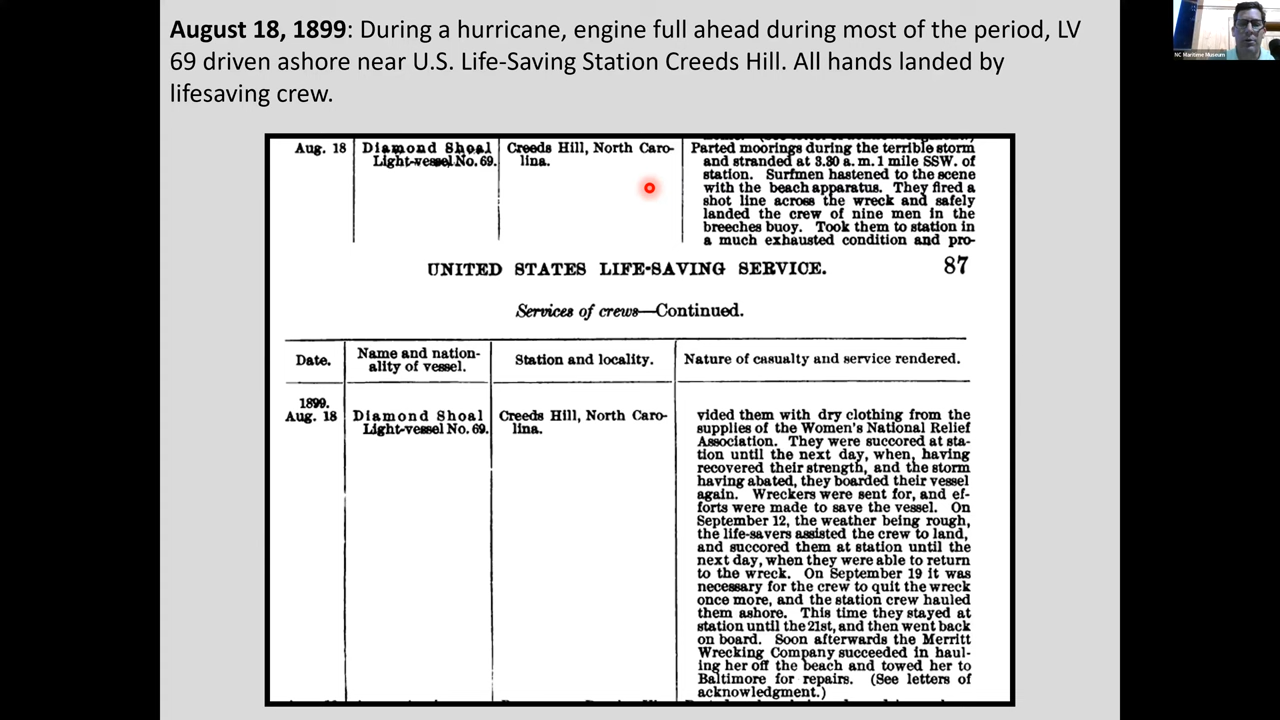 August 18, 1899: During a hurricane, engine full ahead during most of the period, LV
69 driven ashore near U.S. Life-Saving Station Creeds Hill. All hands landed by
lifesaving crew.
NC Maritime Museum
Aug. 18
Diamond Shoal
Light-vessel No. 69.
Creeds Hill, North Caro-
lina.
Parted moorings during the terrible storm
and stranded at 3.30 a. m. 1 mile SSW. of
station. Surfmen hastened to the scene
with the beach apparatus. They fired a
shot line across the wreck and safely
landed the crew of nine men in the
breeches buoy. Took them to station in
a much exhausted condition and pro-
UNITED STATES LIFE-SAVING SERVICE. 87
Services of crews—Continued.
Date.
Name and nation-
ality of vessel.
Station and locality.
Nature of casualty and service rendered.
1899.
Aug. 18
Diamond Shoal
Light-vessel No. 69.
Creeds Hill, North Caro-
lina.
vided them with dry clothing from the
supplies of the Women's National Relief
Association. They were succored at sta-
tion until the next day, when, having
recovered their strength, and the storm
having abated, they boarded their vessel
again. Wreckers were sent for, and ef-
forts were made to save the vessel. On
September 12, the weather being rough,
the life-savers assisted the crew to land,
and succored them at station until the
next day, when they were able to return
to the wreck. On September 19 it was
necessary for the crew to quit the wreck
once more, and the station crew hauled
them ashore. This time they stayed at
station until the 21st, and then went back
on board. Soon afterwards the Merritt
Wrecking Company succeeded in haul-
ing her off the beach and towed her to
Baltimore for repairs. (See letters of
acknowledgment.)